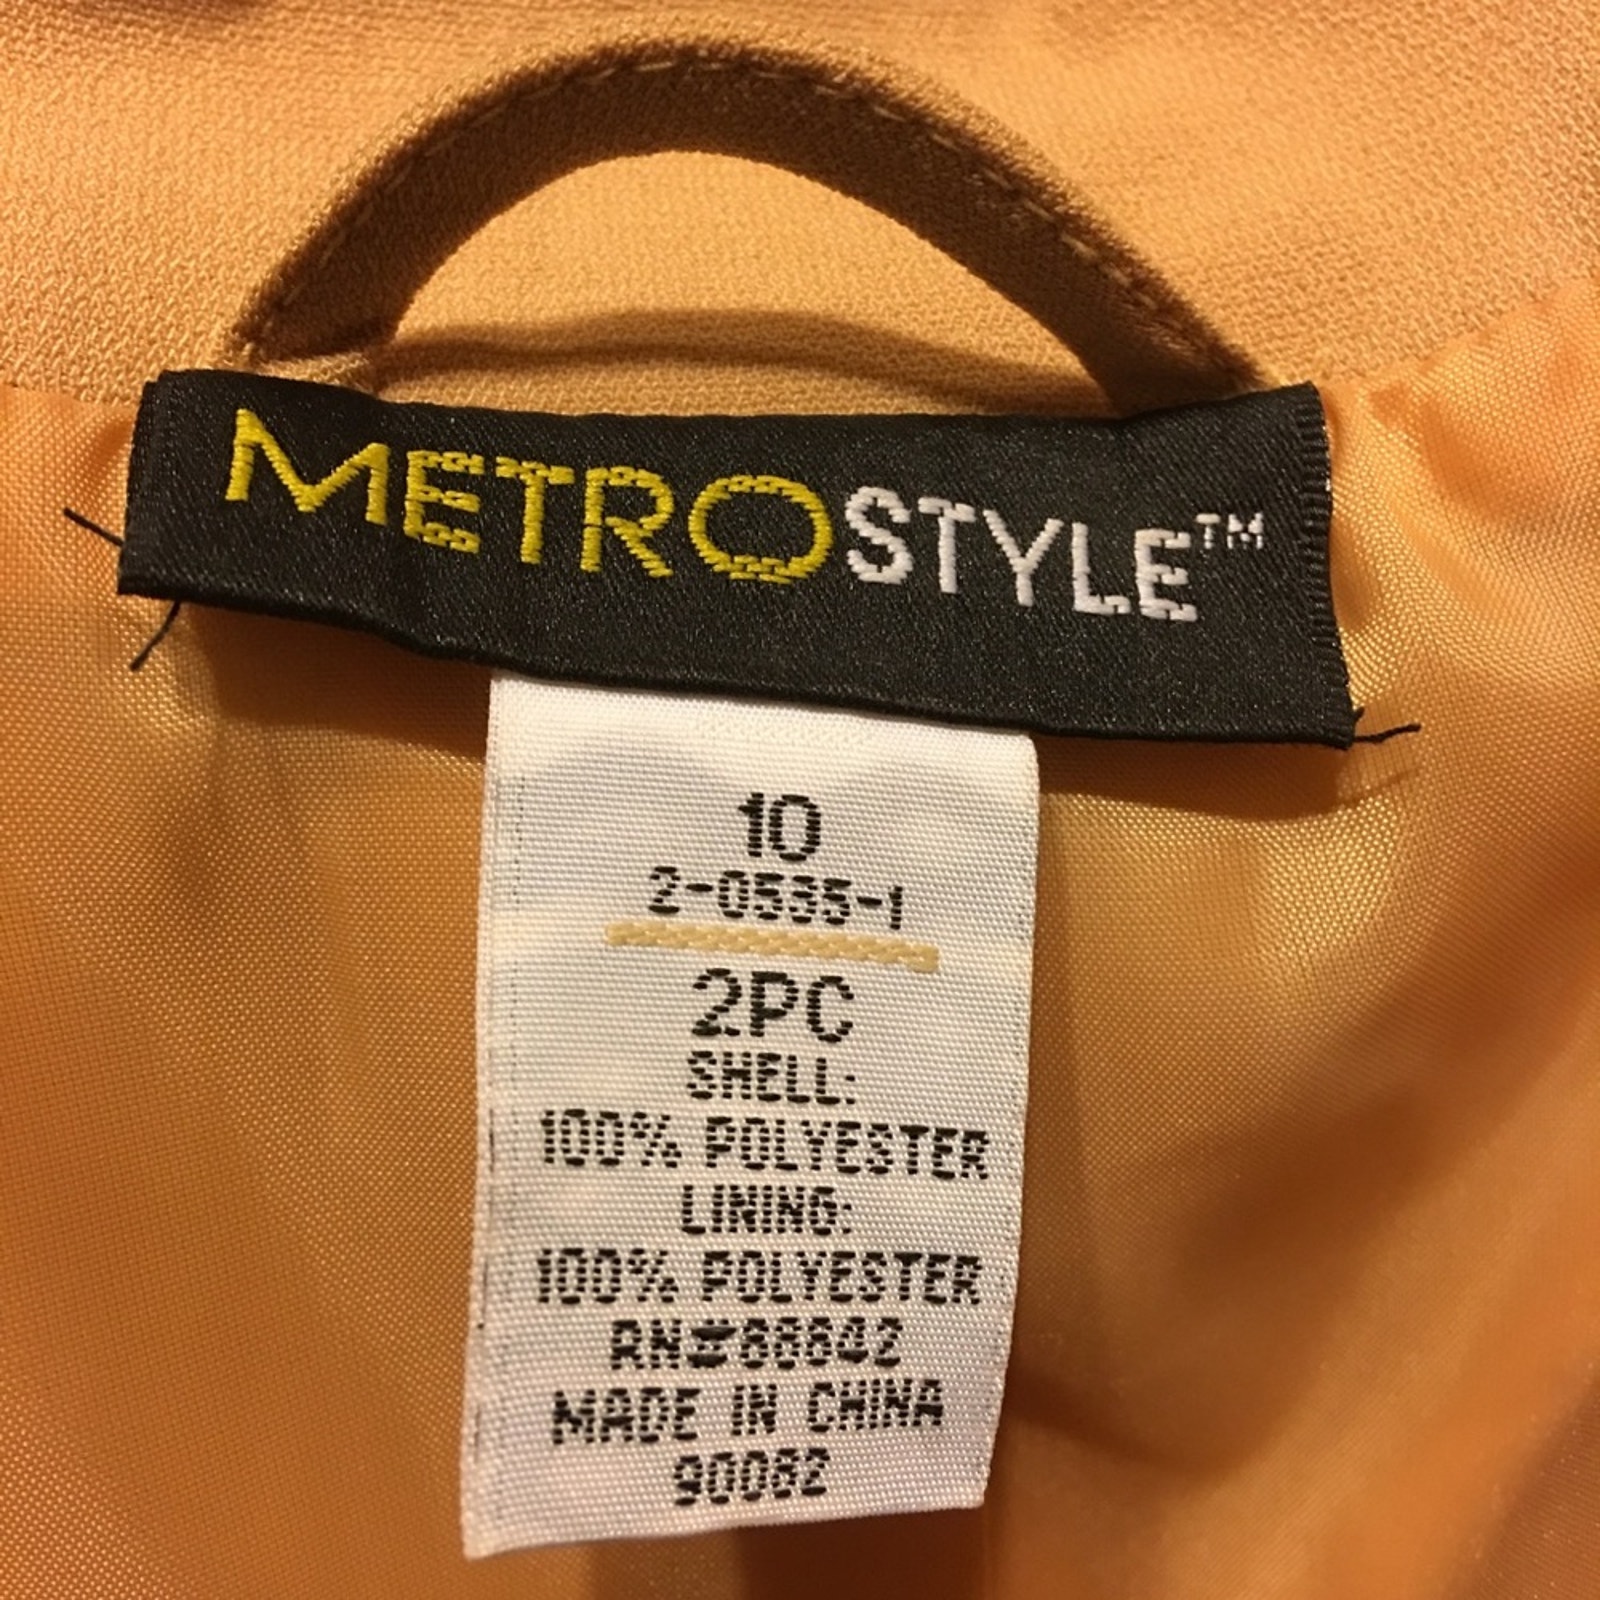 METROSTYLE™
10
2-0535-1
2PC
SHELL:
100% POLYESTER
LINING:
100% POLYESTER
RN#88842
MADE IN CHINA
90082